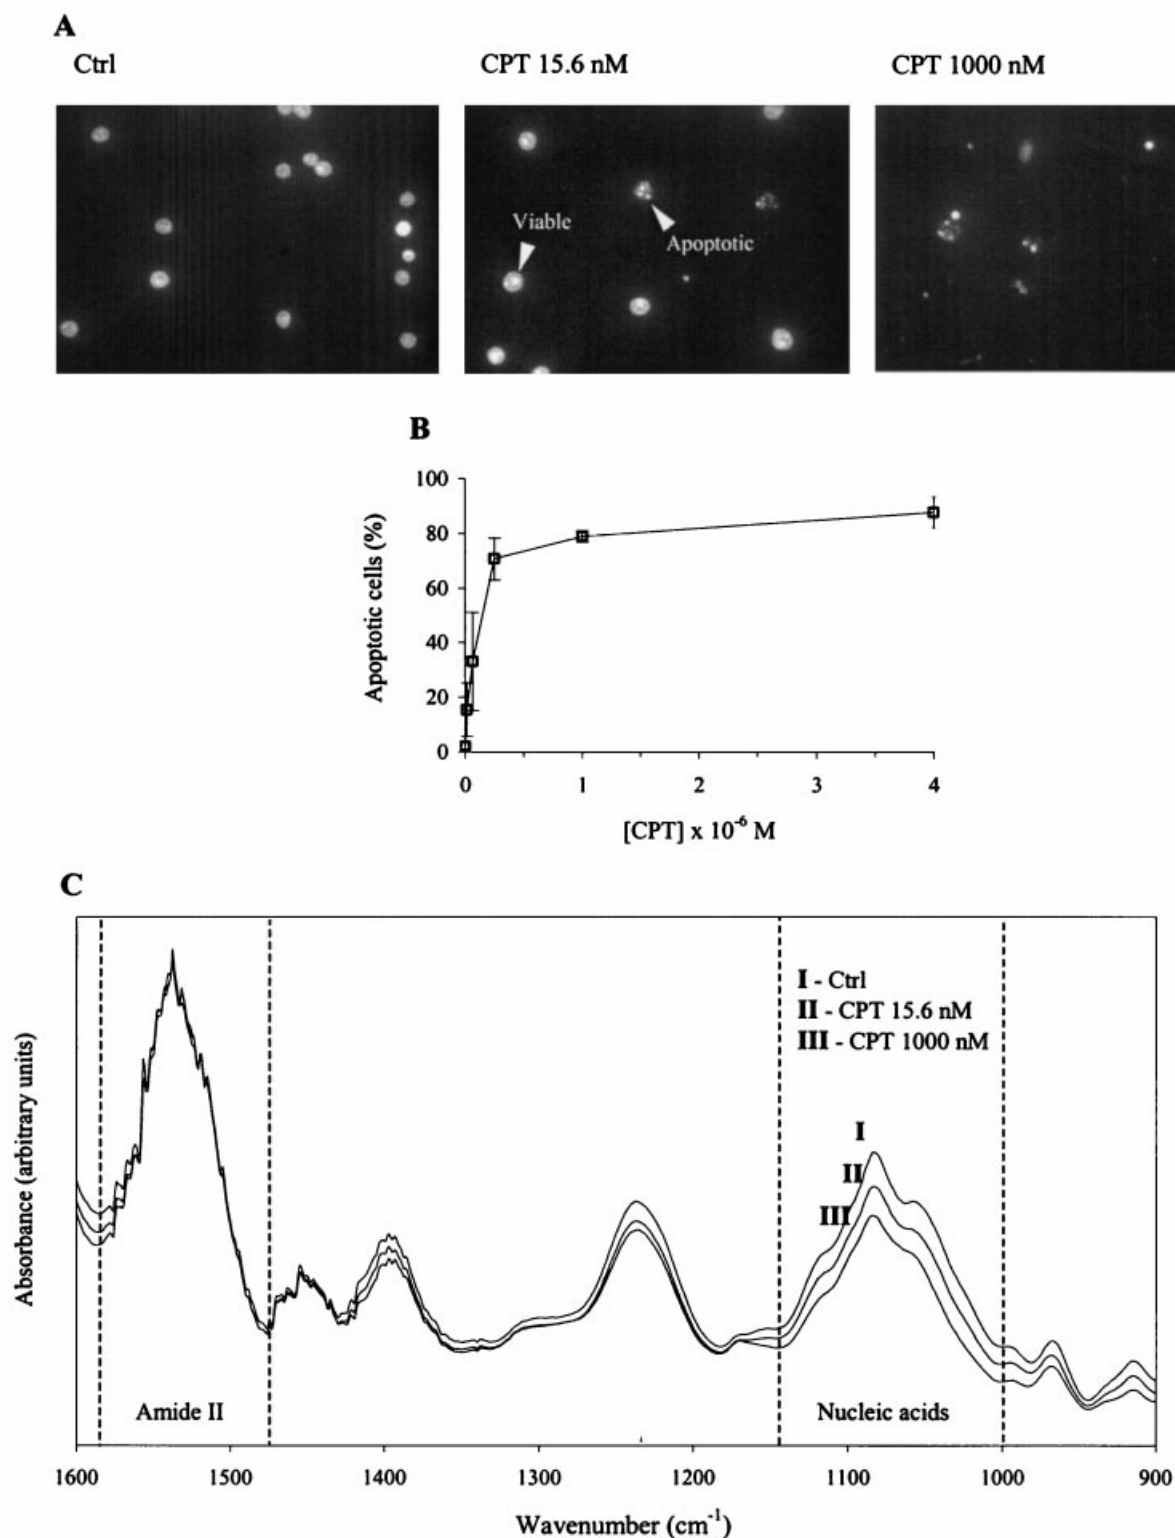 A
Ctrl
CPT 15.6 nM
CPT 1000 nM
Viable
Apoptotic
B
100
80
60
40
20
0
Apoptotic cells (%)
0 1 2 3 4
[CPT] x 10⁻⁶ M
C
I - Ctrl
II - CPT 15.6 nM
III - CPT 1000 nM
I
II
III
Absorbance (arbitrary units)
Amide II
Nucleic acids
1600 1500 1400 1300 1200 1100 1000 900
Wavenumber (cm⁻¹)